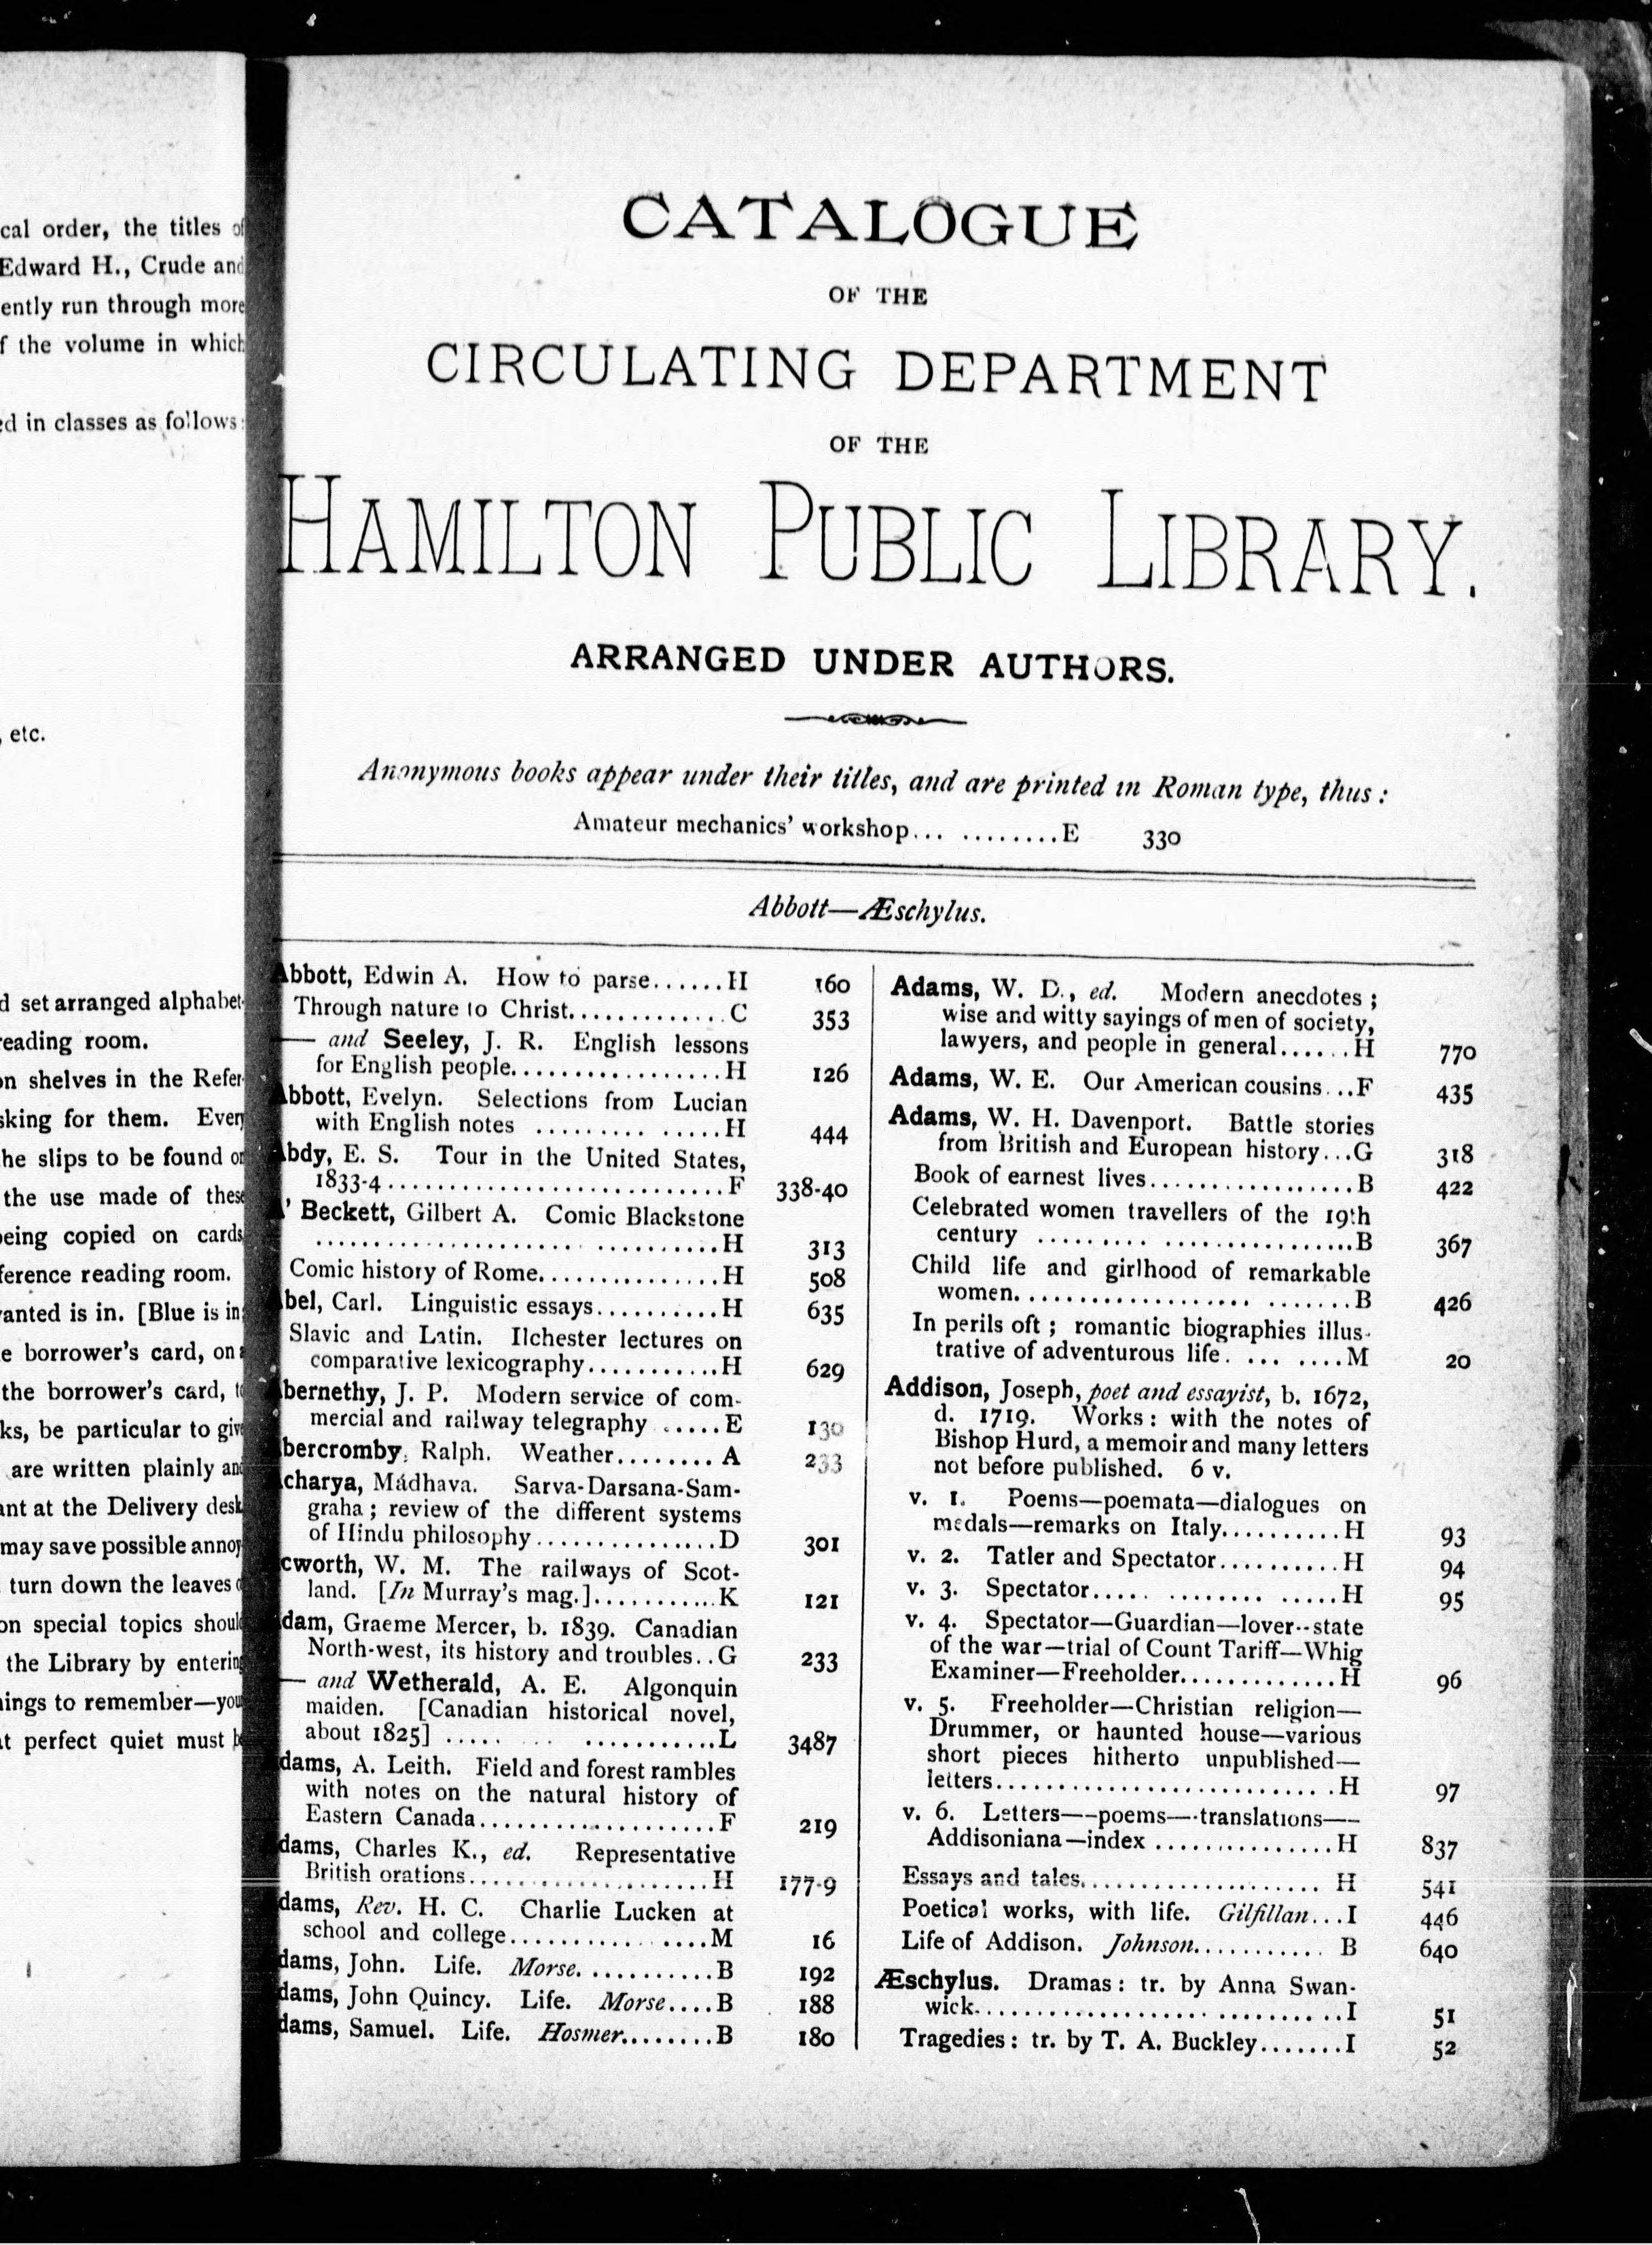 cal order, the titles of
Edward H., Crude and
ently run through more
f the volume in which
ed in classes as follows:
, etc.
d set arranged alphabet-
reading room.
on shelves in the Refer-
sking for them. Every
he slips to be found on
the use made of these
being copied on cards,
ference reading room.
vanted is in. [Blue is in;
e borrower's card, on a
the borrower's card, to
ks, be particular to give
are written plainly and
ant at the Delivery desk
may save possible annoy
turn down the leaves o
on special topics should
the Library by entering
ings to remember—you
at perfect quiet must be
CATALOGUE
OF THE
CIRCULATING DEPARTMENT
OF THE
HAMILTON PUBLIC LIBRARY.
ARRANGED UNDER AUTHORS.
Anonymous books appear under their titles, and are printed in Roman type, thus :
Amateur mechanics' workshop... ........E 330
Abbott—Æschylus.
Abbott, Edwin A. How to parse......H 160
Through nature to Christ.............C 353
— and Seeley, J. R. English lessons
for English people.................H 126
Abbott, Evelyn. Selections from Lucian
with English notes ......... .....H 444
Abdy, E. S. Tour in the United States,
1833-4...........................F 338-40
A' Beckett, Gilbert A. Comic Blackstone
...................... ..........H 313
Comic history of Rome...............H 508
Abel, Carl. Linguistic essays..........H 635
Slavic and Latin. Ilchester lectures on
comparative lexicography...........H 629
Abernethy, J. P. Modern service of com-
mercial and railway telegraphy .....E 130
Abercromby, Ralph. Weather........A 233
Acharya, Mádhava. Sarva-Darsana-Sam-
graha ; review of the different systems
of Hindu philosophy................D 301
Acworth, W. M. The railways of Scot-
land. [In Murray's mag.]...........K 121
Adam, Graeme Mercer, b. 1839. Canadian
North-west, its history and troubles..G 233
— and Wetherald, A. E. Algonquin
maiden. [Canadian historical novel,
about 1825] ..... ... ...........L 3487
Adams, A. Leith. Field and forest rambles
with notes on the natural history of
Eastern Canada.....................F 219
Adams, Charles K., ed. Representative
British orations......................H 177-9
Adams, Rev. H. C. Charlie Lucken at
school and college........... . ....M 16
Adams, John. Life. Morse. ..........B 192
Adams, John Quincy. Life. Morse....B 188
Adams, Samuel. Life. Hosmer........B 180
Adams, W. D., ed. Modern anecdotes ;
wise and witty sayings of men of society,
lawyers, and people in general......H 770
Adams, W. E. Our American cousins...F 435
Adams, W. H. Davenport. Battle stories
from British and European history...G 318
Book of earnest lives..................B 422
Celebrated women travellers of the 19th
century ......... ................B 367
Child life and girlhood of remarkable
women.................... .......B 426
In perils oft ; romantic biographies illus-
trative of adventurous life. ... ....M 20
Addison, Joseph, poet and essayist, b. 1672,
d. 1719. Works : with the notes of
Bishop Hurd, a memoir and many letters
not before published. 6 v.
v. 1. Poems—poemata—dialogues on
medals—remarks on Italy..........H 93
v. 2. Tatler and Spectator...........H 94
v. 3. Spectator..... ........ .....H 95
v. 4. Spectator—Guardian—lover--state
of the war—trial of Count Tariff—Whig
Examiner—Freeholder.............H 96
v. 5. Freeholder—Christian religion—
Drummer, or haunted house—various
short pieces hitherto unpublished—
letters............................H 97
v. 6. Letters—-poems—-translations—-
Addisoniana—index ...............H 837
Essays and tales..................... H 541
Poetical works, with life. Gilfillan...I 446
Life of Addison. Johnson........... B 640
Æschylus. Dramas : tr. by Anna Swan-
wick.................... ..........I 51
Tragedies : tr. by T. A. Buckley.......I 52